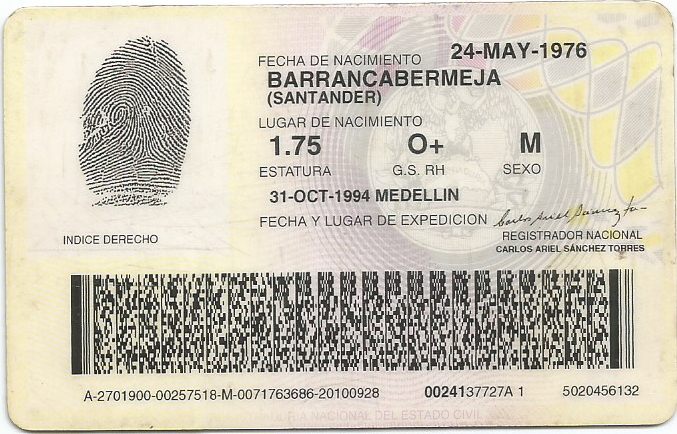 FECHA DE NACIMIENTO 24-MAY-1976
BARRANCABERMEJA
(SANTANDER)
LUGAR DE NACIMIENTO
1.75 O+ M
ESTATURA G.S. RH SEXO
31-OCT-1994 MEDELLIN
FECHA Y LUGAR DE EXPEDICION
INDICE DERECHO
Carlos Ariel Sánchez
REGISTRADOR NACIONAL
CARLOS ARIEL SÁNCHEZ TORRES
A-2701900-00257518-M-0071763686-20100928 0024137727A 1 5020456132
NACIONAL DEL ESTADO CIVIL